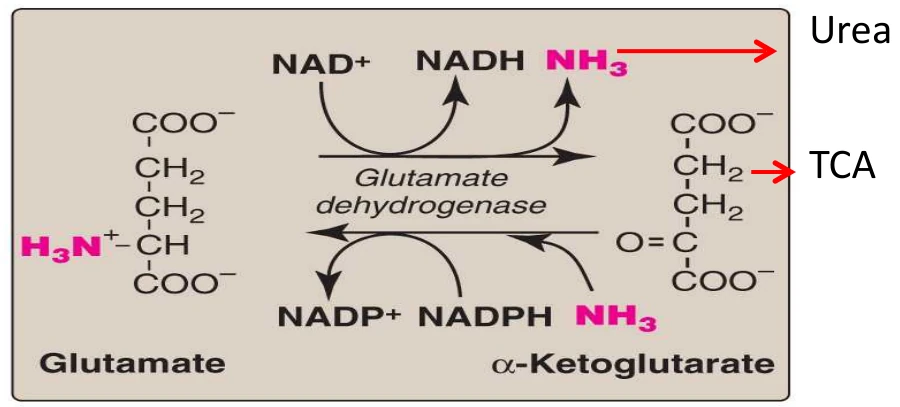 Urea
NAD⁺ NADH NH₃
COO⁻
CH₂
CH₂
H₃N⁺–CH
COO⁻
Glutamate
dehydrogenase
COO⁻
CH₂
TCA
CH₂
O=C
COO⁻
NADP⁺ NADPH NH₃
Glutamate
α-Ketoglutarate